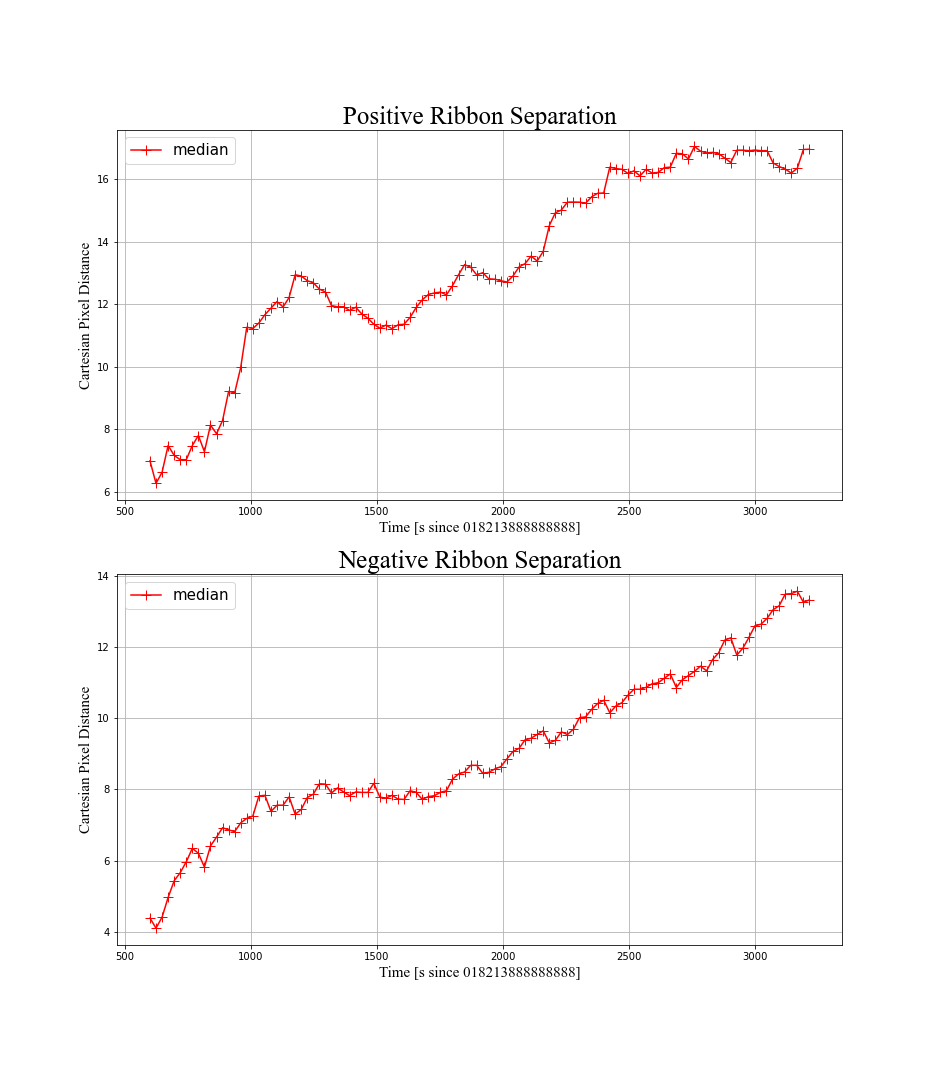 Positive Ribbon Separation
median
Cartesian Pixel Distance
16
14
12
10
8
6
500 1000 1500 2000 2500 3000
Time [s since 018213888888888]
Negative Ribbon Separation
median
Cartesian Pixel Distance
14
12
10
8
6
4
500 1000 1500 2000 2500 3000
Time [s since 018213888888888]